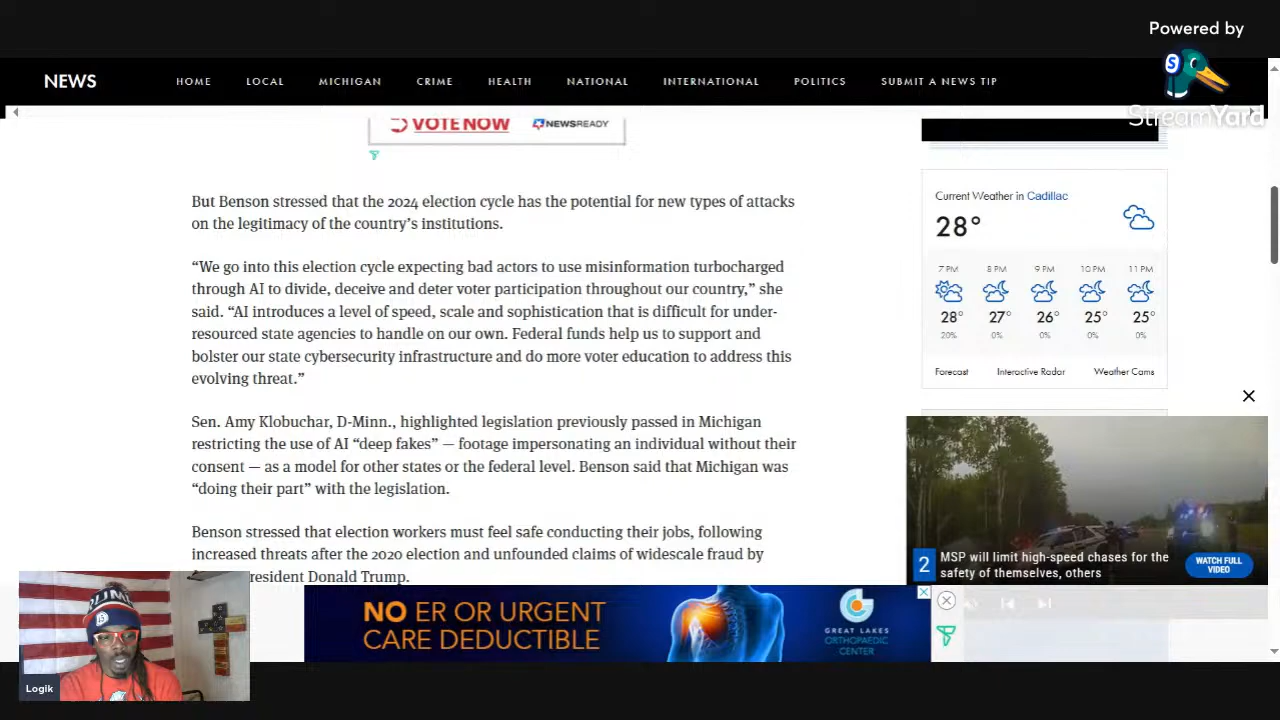 Powered by
StreamYard
NEWS
HOME LOCAL MICHIGAN CRIME HEALTH NATIONAL INTERNATIONAL POLITICS SUBMIT A NEWS TIP
VOTE NOW NEWSREADY
But Benson stressed that the 2024 election cycle has the potential for new types of attacks
on the legitimacy of the country’s institutions.
“We go into this election cycle expecting bad actors to use misinformation turbocharged
through AI to divide, deceive and deter voter participation throughout our country,” she
said. “AI introduces a level of speed, scale and sophistication that is difficult for under-
resourced state agencies to handle on our own. Federal funds help us to support and
bolster our state cybersecurity infrastructure and do more voter education to address this
evolving threat.”
Sen. Amy Klobuchar, D-Minn., highlighted legislation previously passed in Michigan
restricting the use of AI “deep fakes” — footage impersonating an individual without their
consent — as a model for other states or the federal level. Benson said that Michigan was
“doing their part” with the legislation.
Benson stressed that election workers must feel safe conducting their jobs, following
increased threats after the 2020 election and unfounded claims of widescale fraud by
resident Donald Trump.
Current Weather in Cadillac
28°
7 PM 8 PM 9 PM 10 PM 11 PM
28° 27° 26° 25° 25°
20% 0% 0% 0% 0%
Forecast Interactive Radar Weather Cams
2 MSP will limit high-speed chases for the
safety of themselves, others
WATCH FULL
VIDEO
NO ER OR URGENT
CARE DEDUCTIBLE
GREAT LAKES
ORTHOPAEDIC
CENTER
Logik